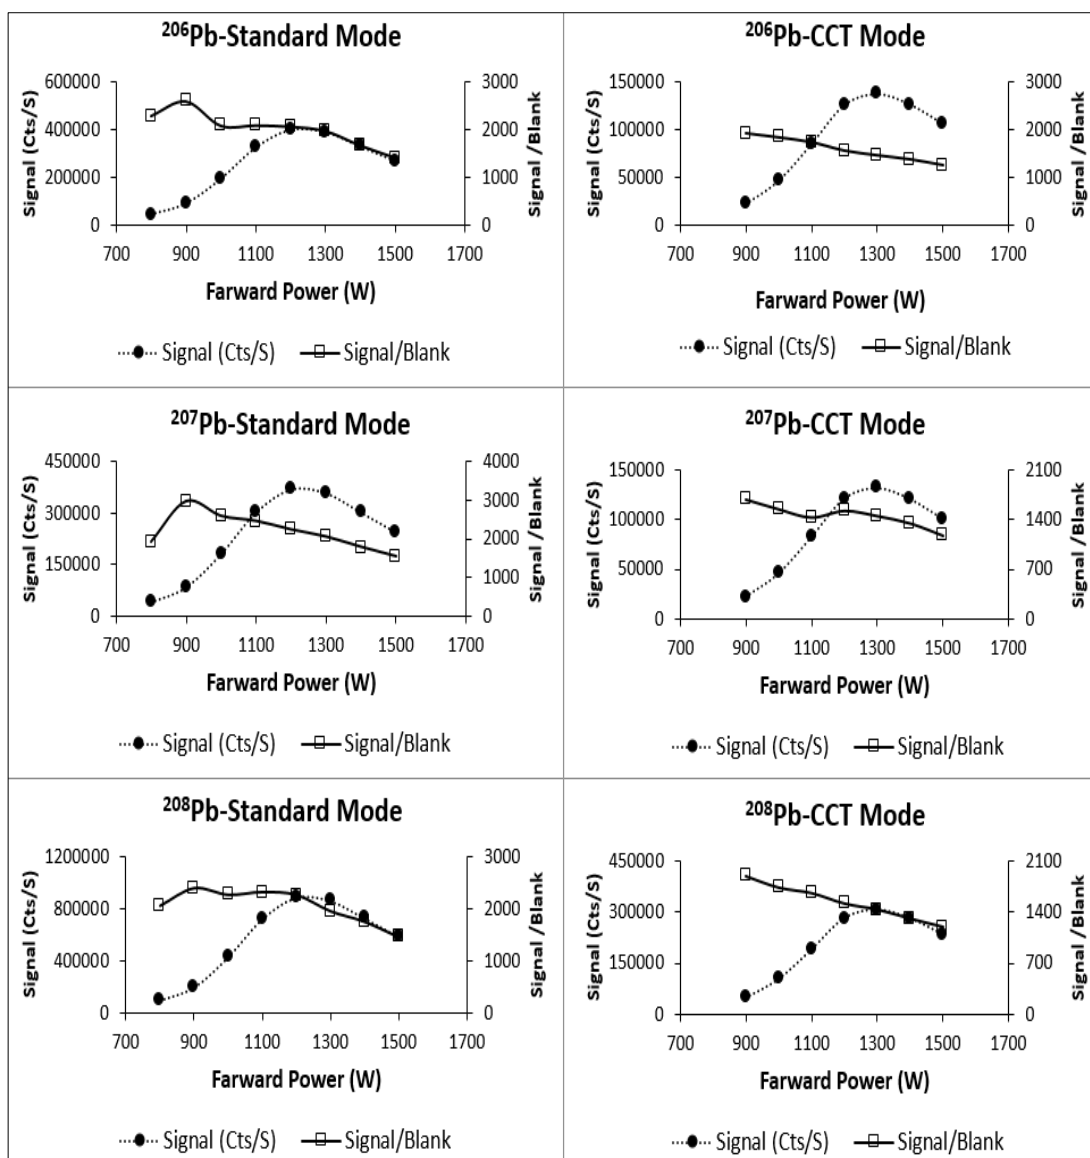 ²⁰⁶Pb-Standard Mode
Signal (Cts/S)
600000
400000
200000
0
3000
2000
1000
0
Signal /Blank
700 900 1100 1300 1500 1700
Farward Power (W)
Signal (Cts/S) Signal/Blank
²⁰⁶Pb-CCT Mode
Signal (Cts/S)
150000
100000
50000
0
3000
2000
1000
0
Signal /Blank
700 900 1100 1300 1500 1700
Farward Power (W)
Signal (Cts/S) Signal/Blank
²⁰⁷Pb-Standard Mode
Signal (Cts/S)
450000
300000
150000
0
4000
3000
2000
1000
0
Signal /Blank
700 900 1100 1300 1500 1700
Farward Power (W)
Signal (Cts/S) Signal/Blank
²⁰⁷Pb-CCT Mode
Signal (Cts/S)
150000
100000
50000
0
2100
1400
700
0
Signal /Blank
700 900 1100 1300 1500 1700
Farward Power (W)
Signal (Cts/S) Signal/Blank
²⁰⁸Pb-Standard Mode
Signal (Cts/S)
1200000
800000
400000
0
3000
2000
1000
0
Signal /Blank
700 900 1100 1300 1500 1700
Farward Power (W)
Signal (Cts/S) Signal/Blank
²⁰⁸Pb-CCT Mode
Signal (Cts/S)
450000
300000
150000
0
2100
1400
700
0
Signal /Blank
700 900 1100 1300 1500 1700
Farward Power (W)
Signal (Cts/S) Signal/Blank